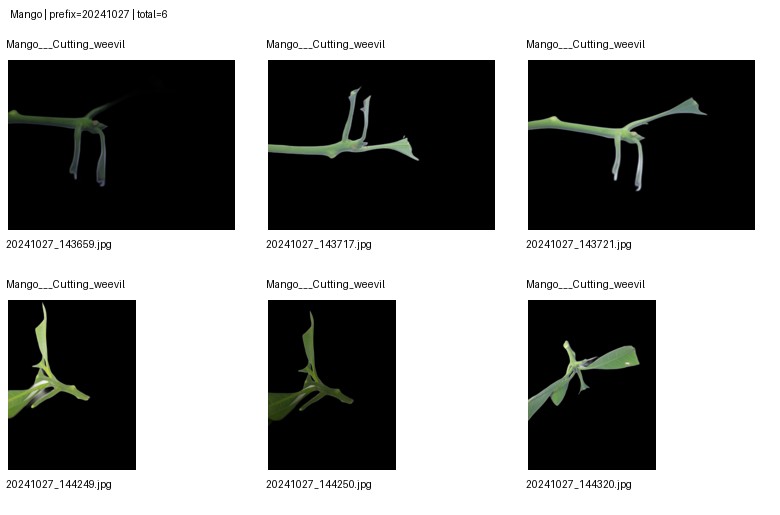 Mango | prefix=20241027 | total=6
Mango___Cutting_weevil
Mango___Cutting_weevil
Mango___Cutting_weevil
20241027_143659.jpg
20241027_143717.jpg
20241027_143721.jpg
Mango___Cutting_weevil
Mango___Cutting_weevil
Mango___Cutting_weevil
20241027_144249.jpg
20241027_144250.jpg
20241027_144320.jpg